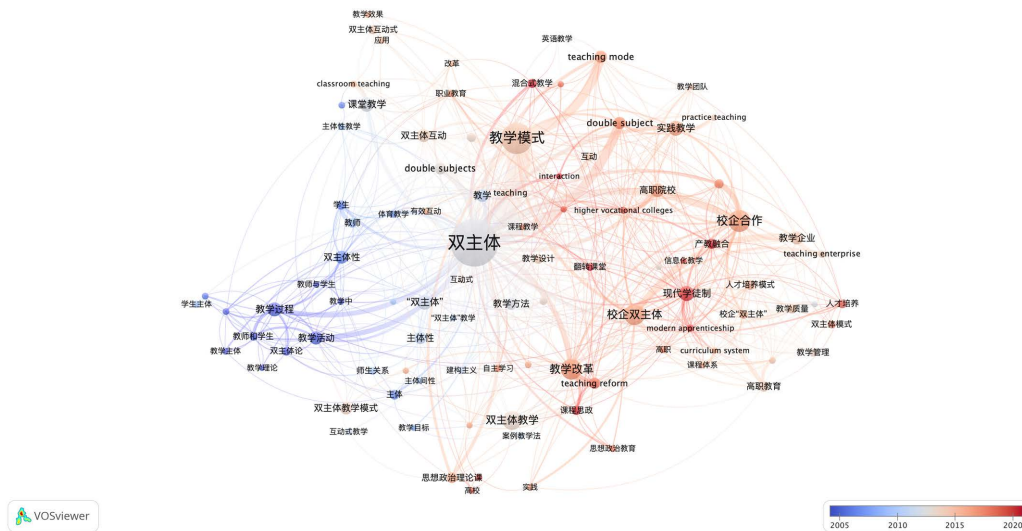 教学效果
双主体互动式
应用
英语教学
改革
teaching mode
classroom teaching
混合式教学
教学团队
职业教育
课堂教学
practice teaching
主体性教学
double subject
实践教学
双主体互动
教学模式
互动
double subjects
interaction
教学 teaching
高职院校
学生
体育教学
有效互动
higher vocational colleges
教师
课程教学
校企合作
双主体
产教融合
教学企业
双主体性
教学设计
信息化教学
teaching enterprise
翻转课堂
互动式
教师与学生
人才培养模式
现代学徒制
学生主体
教学过程
教学中
“双主体”
教学方法
人才培养
教学质量
校企双主体
校企“双主体”
“双主体”教学
双主体模式
modern apprenticeship
教师和学生
教学活动
主体性
教学主体
双主体论
高职
curriculum system
教学管理
教学理论
师生关系
建构主义
自主学习
教学改革
课程体系
主体间性
teaching reform
高职教育
主体
双主体教学模式
课程思政
双主体教学
互动式教学
教学目标
案例教学法
思想政治教育
思想政治理论课
高校
实践
VOSviewer
2005
2010
2015
2020